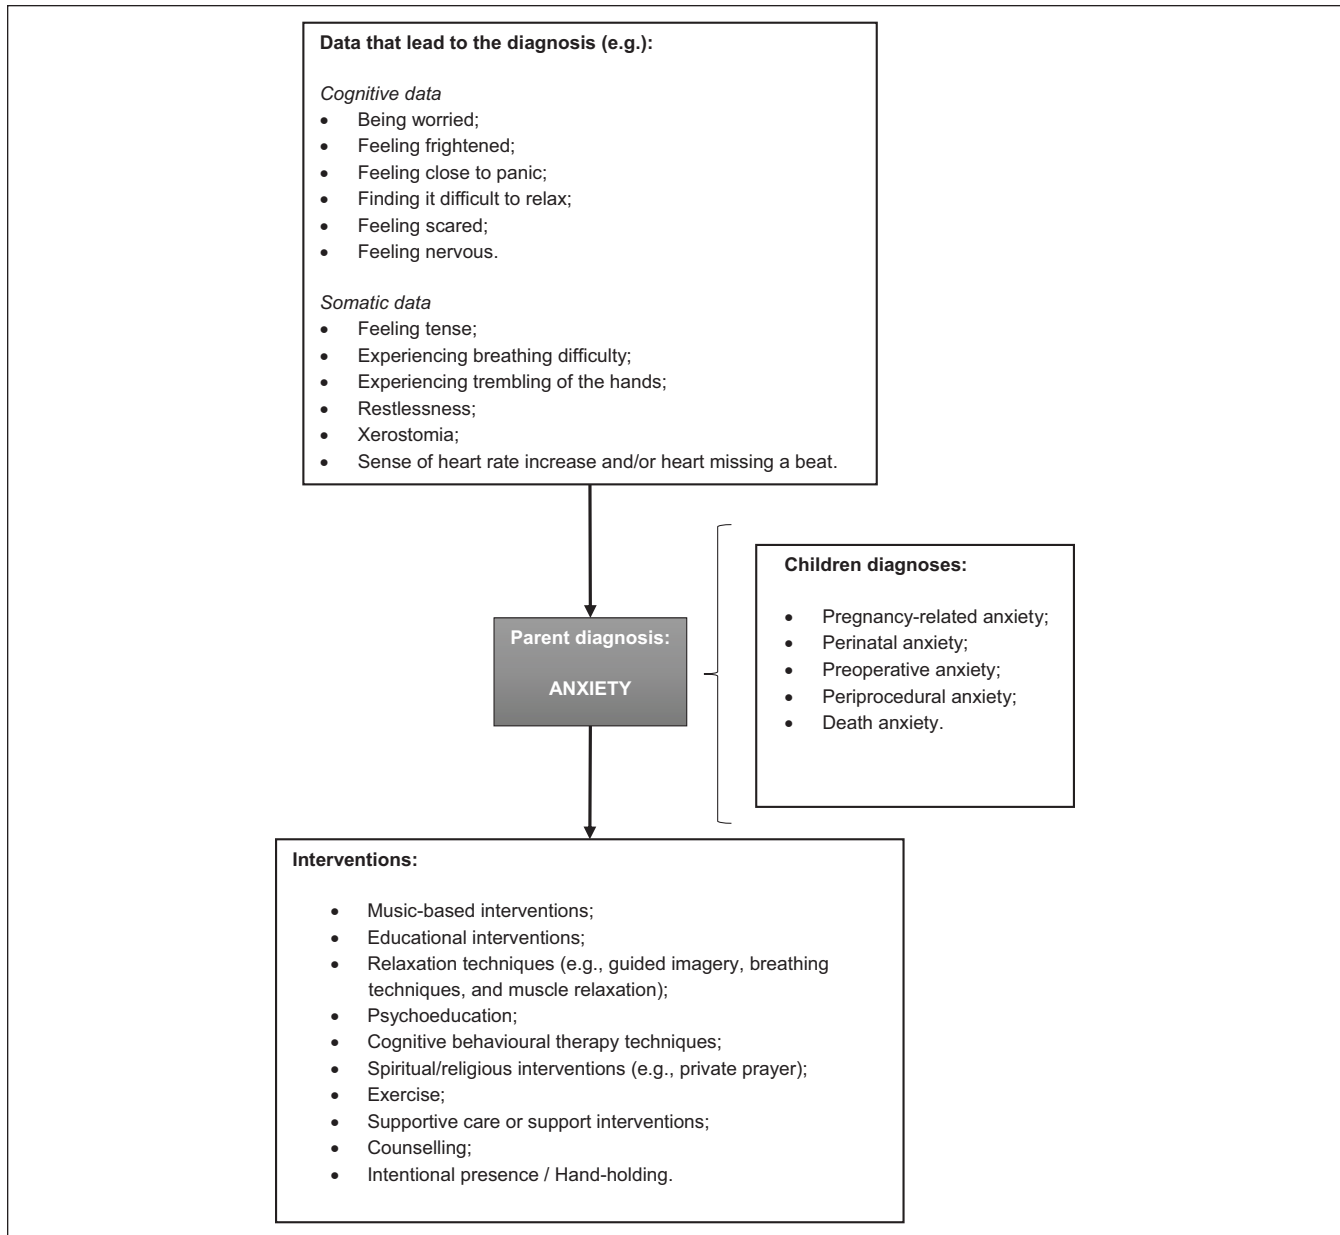 Data that lead to the diagnosis (e.g.):
Cognitive data
• Being worried;
• Feeling frightened;
• Feeling close to panic;
• Finding it difficult to relax;
• Feeling scared;
• Feeling nervous.
Somatic data
• Feeling tense;
• Experiencing breathing difficulty;
• Experiencing trembling of the hands;
• Restlessness;
• Xerostomia;
• Sense of heart rate increase and/or heart missing a beat.
Parent diagnosis:
ANXIETY
Children diagnoses:
• Pregnancy-related anxiety;
• Perinatal anxiety;
• Preoperative anxiety;
• Periprocedural anxiety;
• Death anxiety.
Interventions:
• Music-based interventions;
• Educational interventions;
• Relaxation techniques (e.g., guided imagery, breathing
techniques, and muscle relaxation);
• Psychoeducation;
• Cognitive behavioural therapy techniques;
• Spiritual/religious interventions (e.g., private prayer);
• Exercise;
• Supportive care or support interventions;
• Counselling;
• Intentional presence / Hand-holding.